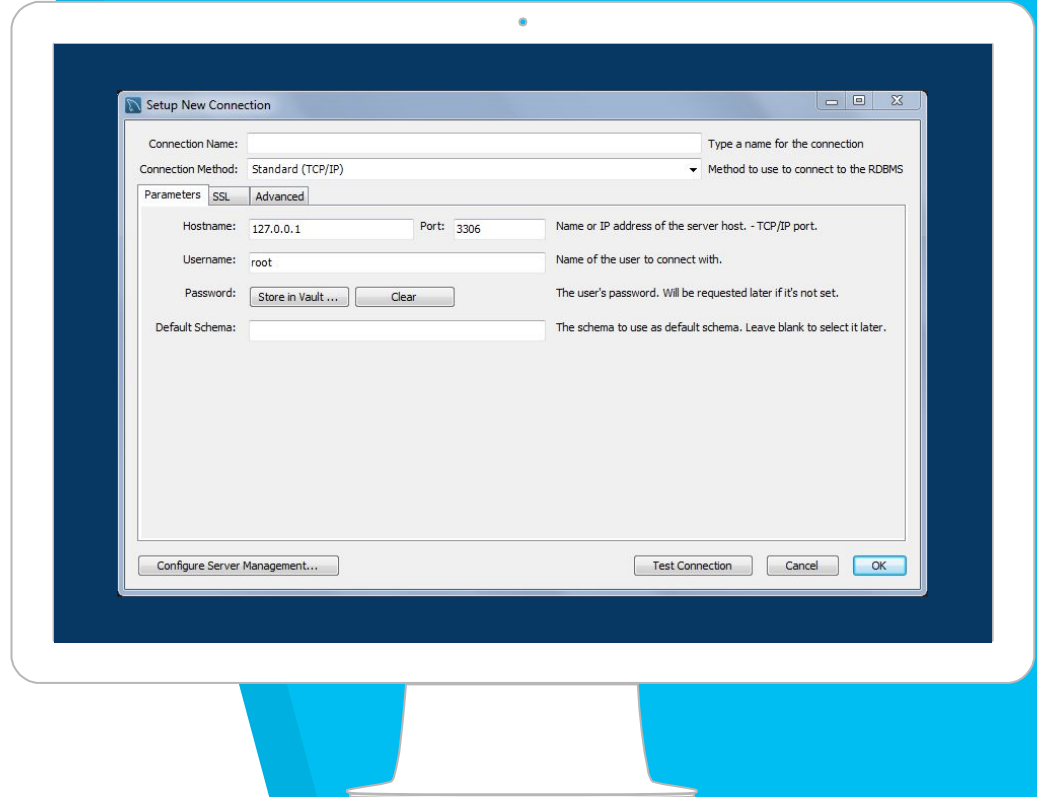 Setup New Connection
Connection Name: Type a name for the connection
Connection Method: Standard (TCP/IP) Method to use to connect to the RDBMS
Parameters SSL Advanced
Hostname: 127.0.0.1 Port: 3306 Name or IP address of the server host. - TCP/IP port.
Username: root Name of the user to connect with.
Password: Store in Vault ... Clear The user's password. Will be requested later if it's not set.
Default Schema: The schema to use as default schema. Leave blank to select it later.
Configure Server Management... Test Connection Cancel OK